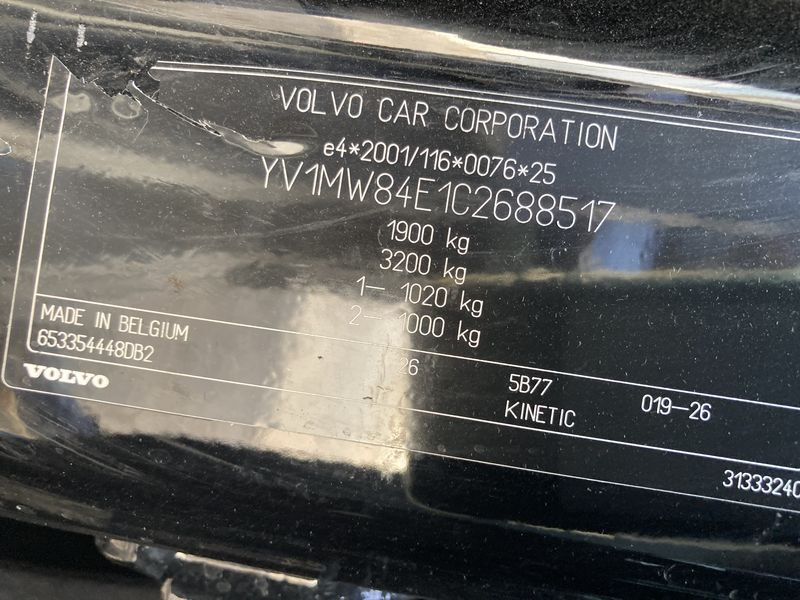 VOLVO CAR CORPORATION
e4*2001/116*0076*25
YV1MW84E1C2688517
1900 kg
3200 kg
1– 1020 kg
2– 1000 kg
MADE IN BELGIUM
653354448DB2
26
5B77
019–26
VOLVO
KINETIC
31333240